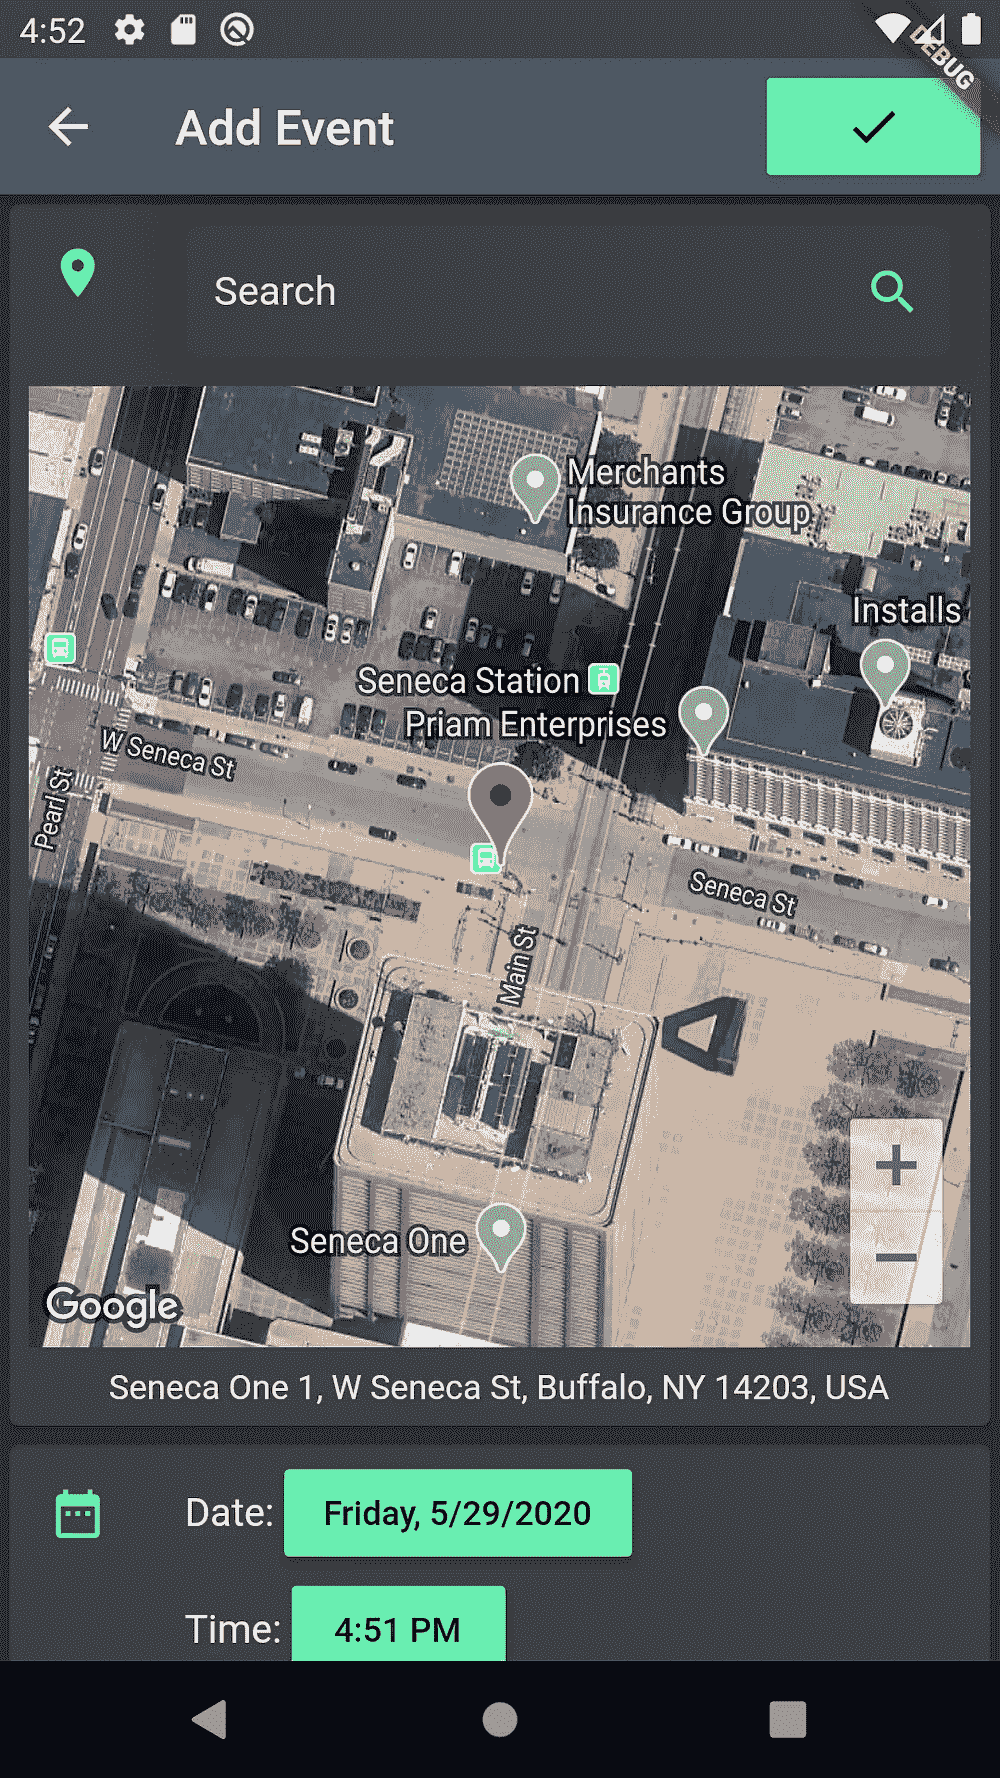 4:52
DEBUG
Add Event
Search
Merchants
Insurance Group
Installs
Seneca Station
Priam Enterprises
W Seneca St
Pearl St
Seneca St
Main St
Seneca One
Google
Seneca One 1, W Seneca St, Buffalo, NY 14203, USA
Date: Friday, 5/29/2020
Time: 4:51 PM